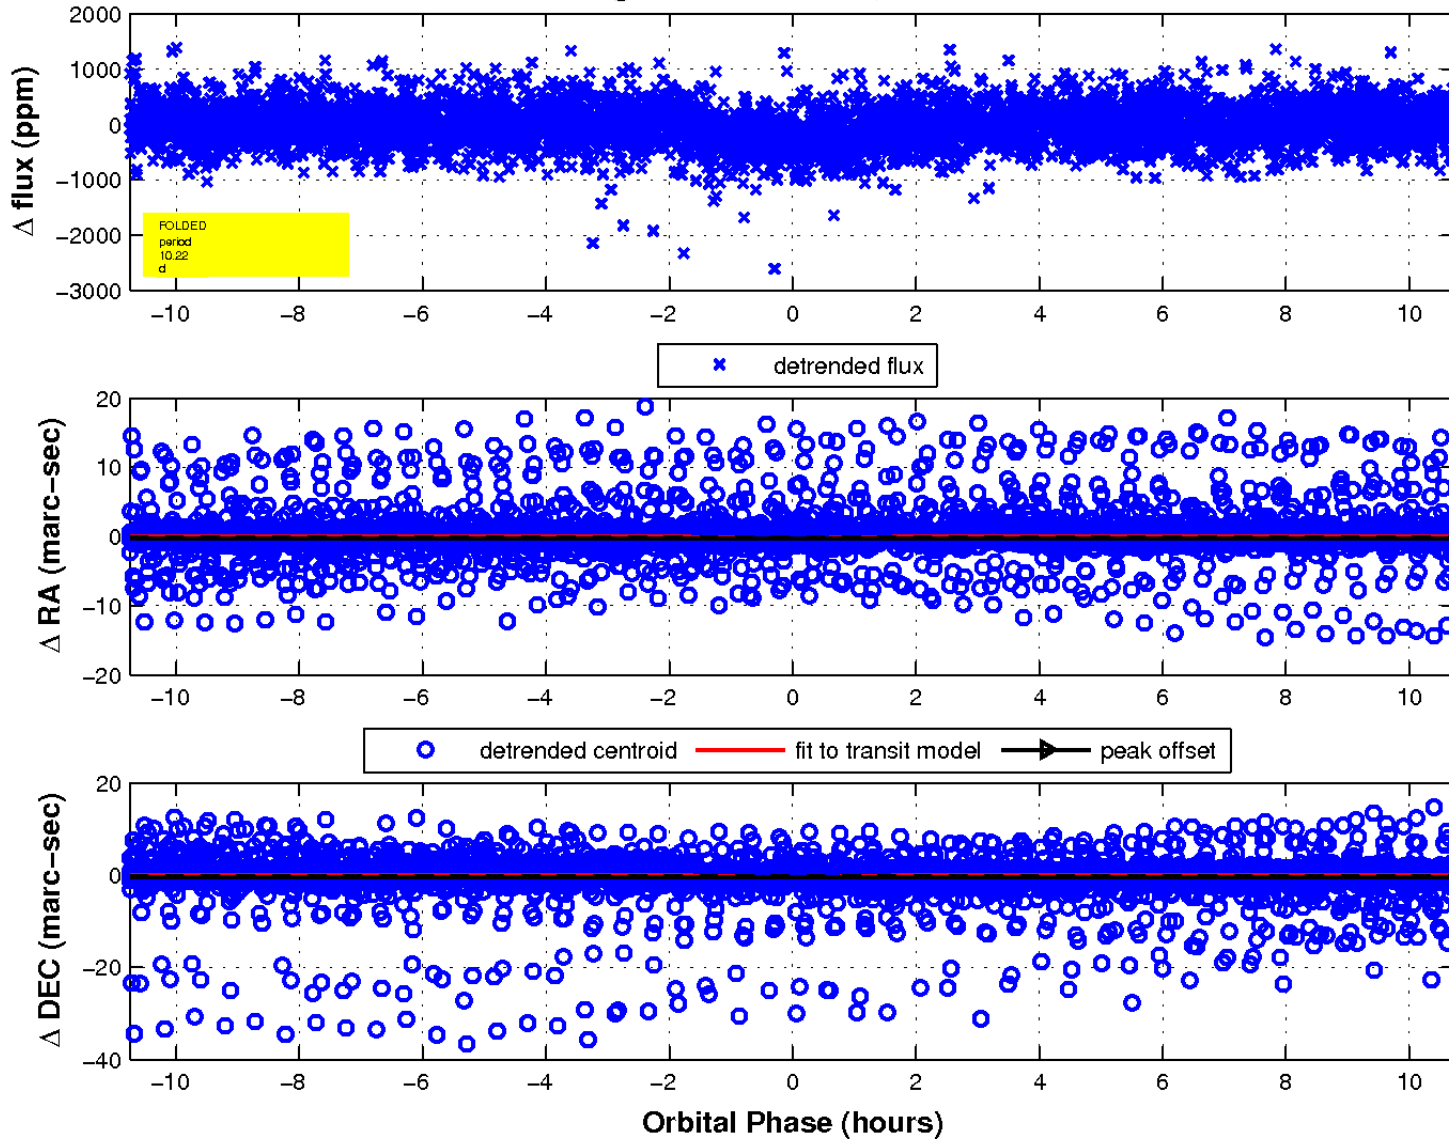 2000
1000
0
−1000
−2000
−3000
Δ flux (ppm)
FOLDED
period
10.22
d
−10 −8 −6 −4 −2 0 2 4 6 8 10
detrended flux
20
10
0
−10
−20
Δ RA (marc−sec)
−10 −8 −6 −4 −2 0 2 4 6 8 10
detrended centroid fit to transit model peak offset
20
0
−20
−40
Δ DEC (marc−sec)
−10 −8 −6 −4 −2 0 2 4 6 8 10
Orbital Phase (hours)